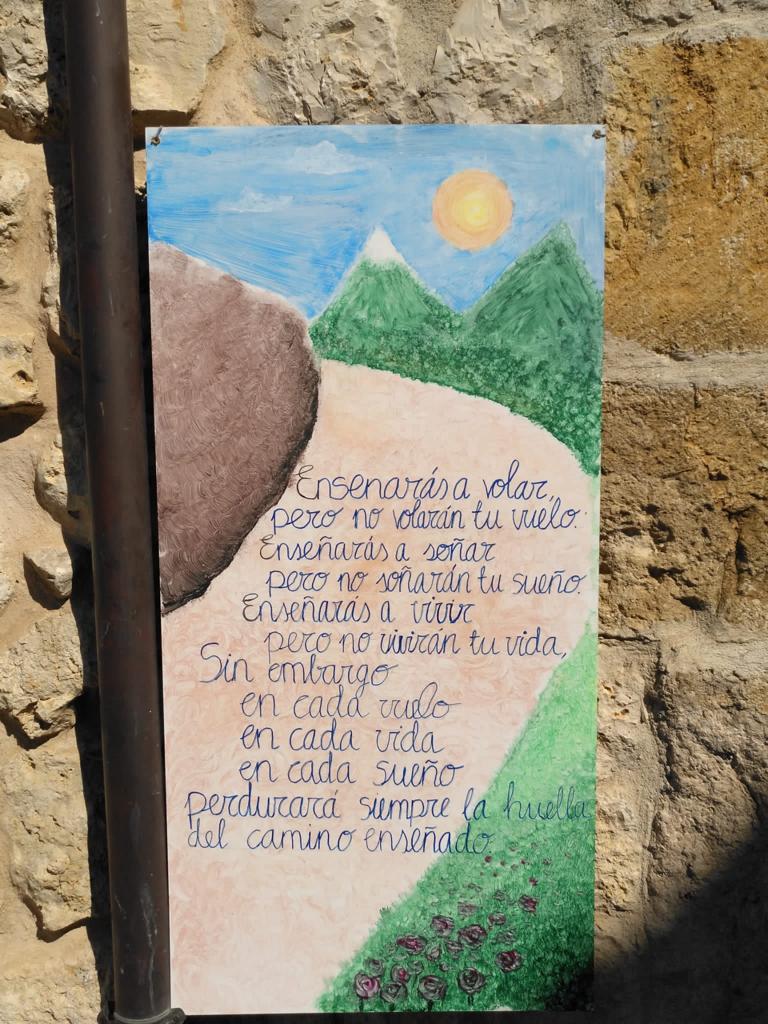 Ensenarás a volar,
pero no volarán tu vuelo.
Enseñarás a soñar
pero no soñarán tu sueño.
Enseñarás a vivir
pero no vivirán tu vida,
Sin embargo
en cada vuelo
en cada vida
en cada sueño
perdurará siempre la huella
del camino enseñado.